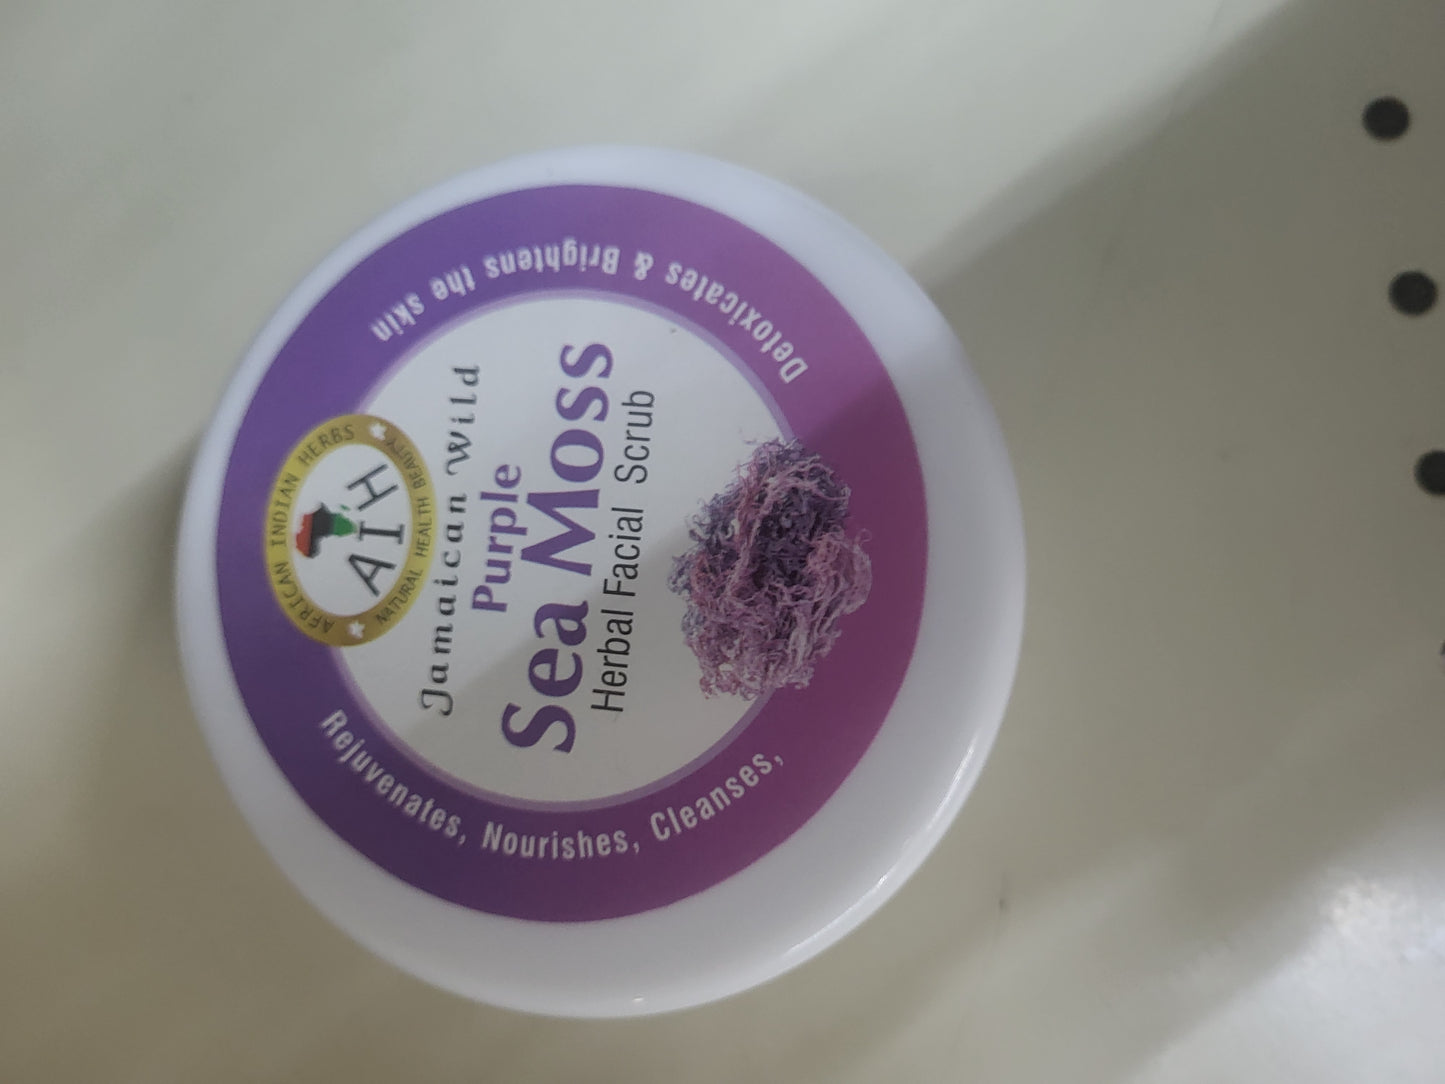 AFRICAN INDIAN HERBS
AIH
NATURAL HEALTH BEAUTY
Jamaican Wild
Purple
Sea Moss
Herbal Facial Scrub
Rejuvenates, Nourishes, Cleanses,
Detoxicates & Brightens the skin